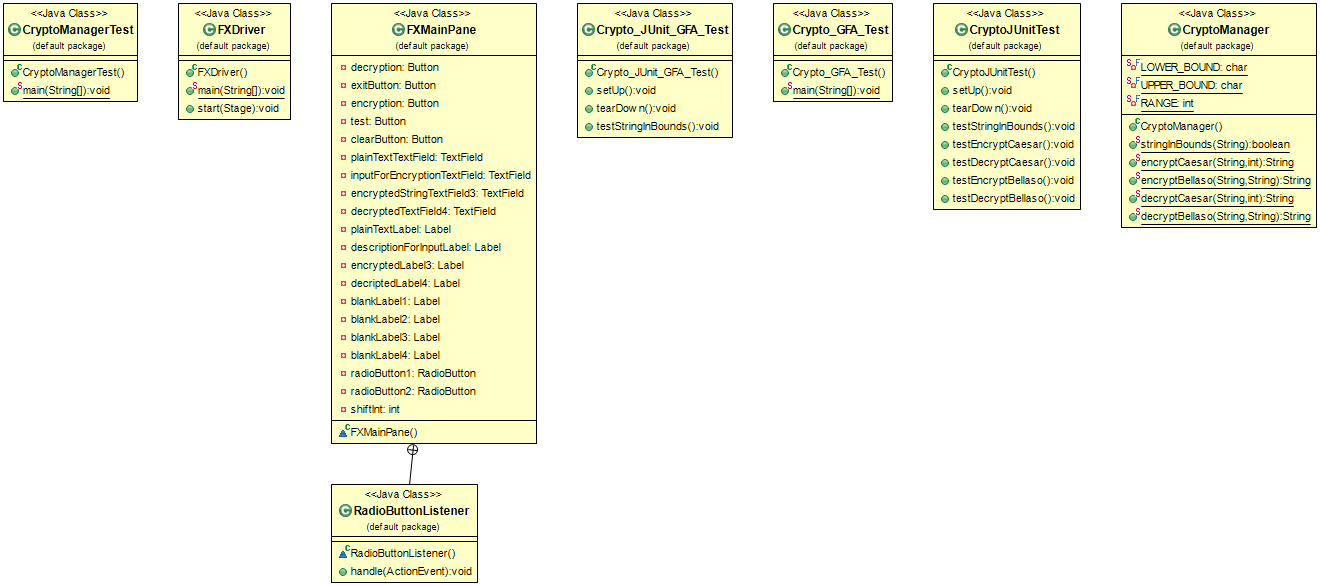 <<Java Class>>
CryptoManagerTest
(default package)
CryptoManagerTest()
main(String[]):void
<<Java Class>>
FXDriver
(default package)
FXDriver()
main(String[]):void
start(Stage):void
<<Java Class>>
FXMainPane
(default package)
decryption: Button
exitButton: Button
encryption: Button
test: Button
clearButton: Button
plainTextTextField: TextField
inputForEncryptionTextField: TextField
encryptedStringTextField3: TextField
decryptedTextField4: TextField
plainTextLabel: Label
descriptionForInputLabel: Label
encryptedLabel3: Label
decriptedLabel4: Label
blankLabel1: Label
blankLabel2: Label
blankLabel3: Label
blankLabel4: Label
radioButton1: RadioButton
radioButton2: RadioButton
shiftInt: int
FXMainPane()
<<Java Class>>
RadioButtonListener
(default package)
RadioButtonListener()
handle(ActionEvent):void
<<Java Class>>
Crypto_JUnit_GFA_Test
(default package)
Crypto_JUnit_GFA_Test()
setUp():void
tearDown():void
testStringInBounds():void
<<Java Class>>
Crypto_GFA_Test
(default package)
Crypto_GFA_Test()
main(String[]):void
<<Java Class>>
CryptoJUnitTest
(default package)
CryptoJUnitTest()
setUp():void
tearDown():void
testStringInBounds():void
testEncryptCaesar():void
testDecryptCaesar():void
testEncryptBellaso():void
testDecryptBellaso():void
<<Java Class>>
CryptoManager
(default package)
LOWER_BOUND: char
UPPER_BOUND: char
RANGE: int
CryptoManager()
stringInBounds(String):boolean
encryptCaesar(String,int):String
encryptBellaso(String,String):String
decryptCaesar(String,int):String
decryptBellaso(String,String):String